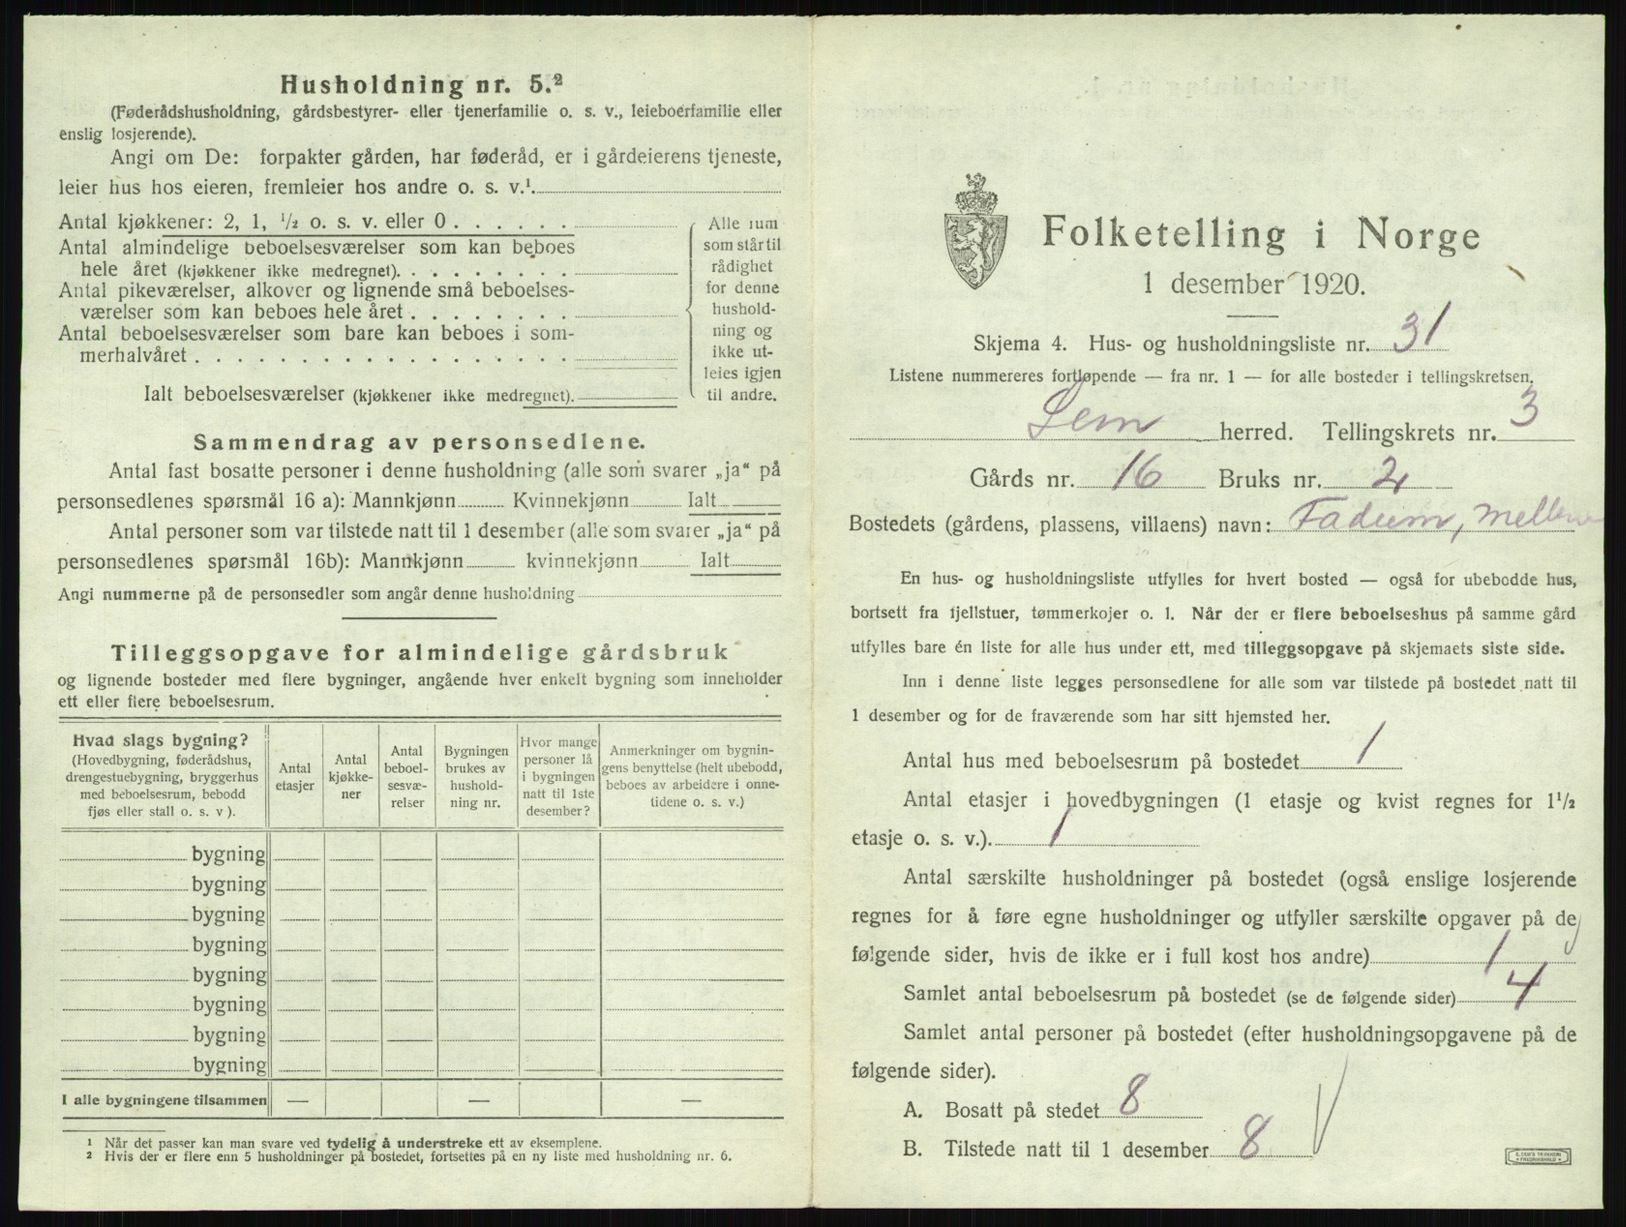 Husholdning nr. 5.²
(Føderådshusholdning, gårdsbestyrer- eller tjenerfamilie o. s. v., leieboerfamilie eller
enslig losjerende).
Angi om De: forpakter gården, har føderåd, er i gårdeierens tjeneste,
leier hus hos eieren, fremleier hos andre o. s. v.¹.
Antal kjøkkener: 2, 1, ½ o. s. v. eller 0 . . . . . .
Antal almindelige beboelsesværelser som kan beboes
hele året (kjøkkener ikke medregnet). . . . . . . . .
Antal pikeværelser, alkover og lignende små beboelses-
værelser som kan beboes hele året . . . . . . . .
Antal beboelsesværelser som bare kan beboes i som-
merhalvåret . . . . . . . . . . . . . . . . . .
Ialt beboelsesværelser (kjøkkener ikke medregnet).
Alle rum
som står til
rådighet
for denne
hushold-
ning og
ikke ut-
leies igjen
til andre.
Sammendrag av personsedlene.
Antal fast bosatte personer i denne husholdning (alle som svarer „ja“ på
personsedlenes spørsmål 16 a): Mannkjønn Kvinnekjønn Ialt
Antal personer som var tilstede natt til 1 desember (alle som svarer „ja“ på
personsedlenes spørsmål 16b): Mannkjønn kvinnekjønn Ialt
Angi nummerne på de personsedler som angår denne husholdning
Tilleggsopgave for almindelige gårdsbruk
og lignende bosteder med flere bygninger, angående hver enkelt bygning som inneholder
ett eller flere beboelsesrum.
Hvad slags bygning?
(Hovedbygning, føderådshus,
drengestuebygning, bryggerhus
med beboelsesrum, bebodd
fjøs eller stall o. s. v ).
Antal
etasjer
Antal
kjøkke-
ner
Antal
beboel-
sesvæ-
relser
Bygningen
brukes av
hushold-
ning nr.
Hvor mange
personer lå
i bygningen
natt til 1ste
desember?
Anmerkninger om bygnin-
gens benyttelse (helt ubebodd,
beboes av arbeidere i onne-
tidene o. s. v.)
bygning
bygning
bygning
bygning
bygning
bygning
bygning
bygning
I alle bygningene tilsammen — — —
¹ Når det passer kan man svare ved tydelig å understreke ett av eksemplene.
² Hvis der er flere enn 5 husholdninger på bostedet, fortsettes på en ny liste med husholdning nr. 6.
Folketelling i Norge
1 desember 1920.
Skjema 4. Hus- og husholdningsliste nr. 31
Listene nummereres fortløpende — fra nr. 1 — for alle bosteder i tellingskretsen.
Sem herred. Tellingskrets nr. 3
Gårds nr. 16 Bruks nr. 2
Bostedets (gårdens, plassens, villaens) navn: Fadum, Mellem
En hus- og husholdningsliste utfylles for hvert bosted — også for ubebodde hus,
bortsett fra fjellstuer, tømmerkojer o. l. Når der er flere beboelseshus på samme gård
utfylles bare én liste for alle hus under ett, med tilleggsopgave på skjemaets siste side.
Inn i denne liste legges personsedlene for alle som var tilstede på bostedet natt til
1 desember og for de fraværende som har sitt hjemsted her.
Antal hus med beboelsesrum på bostedet 1
Antal etasjer i hovedbygningen (1 etasje og kvist regnes for 1½
etasje o. s. v.). 1
Antal særskilte husholdninger på bostedet (også enslige losjerende
regnes for å føre egne husholdninger og utfyller særskilte opgaver på de
følgende sider, hvis de ikke er i full kost hos andre) 1
Samlet antal beboelsesrum på bostedet (se de følgende sider) 4
Samlet antal personer på bostedet (efter husholdningsopgavene på de
følgende sider).
A. Bosatt på stedet 8
B. Tilstede natt til 1 desember 8